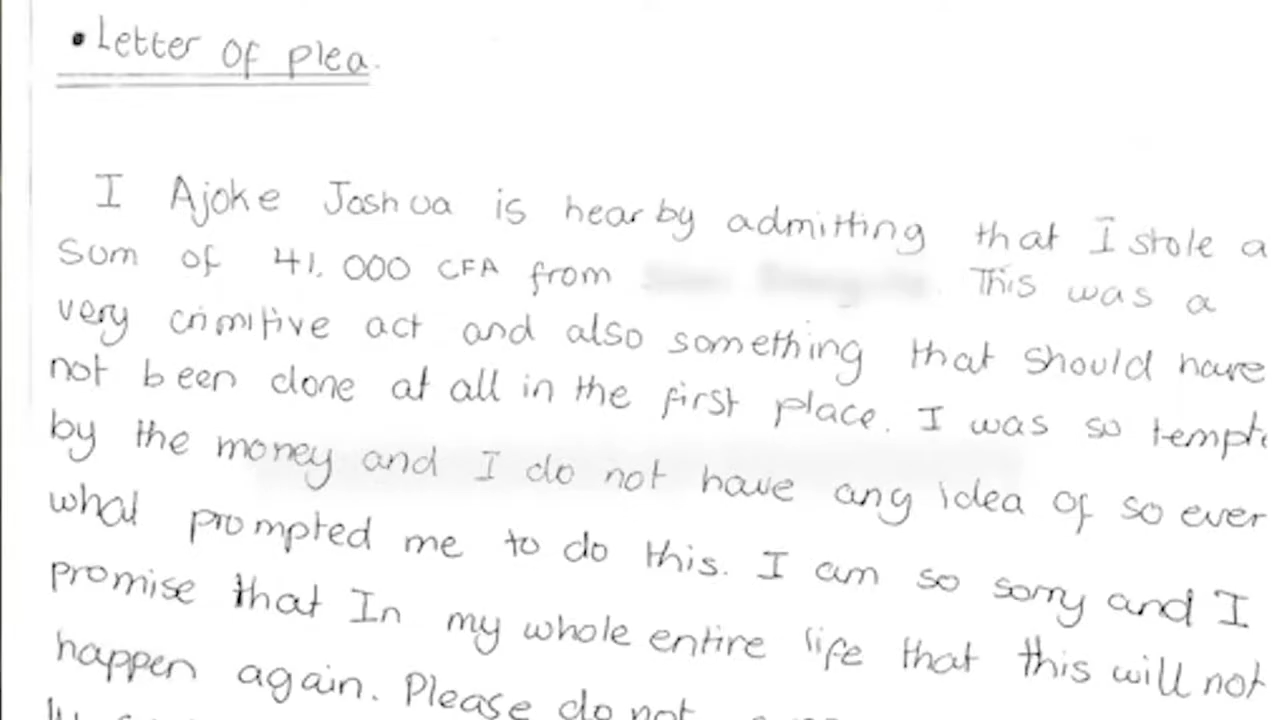 • Letter of plea.
I Ajoke Joshua is hearby admitting that I stole a
sum of 41.000 CFA from This was a
very crimitive act and also something that should have
not been done at all in the first place. I was so tempt
by the money and I do not have any idea of so ever
what prompted me to do this. I am so sorry and I
promise that In my whole entire life that this will not
happen again. Please do not